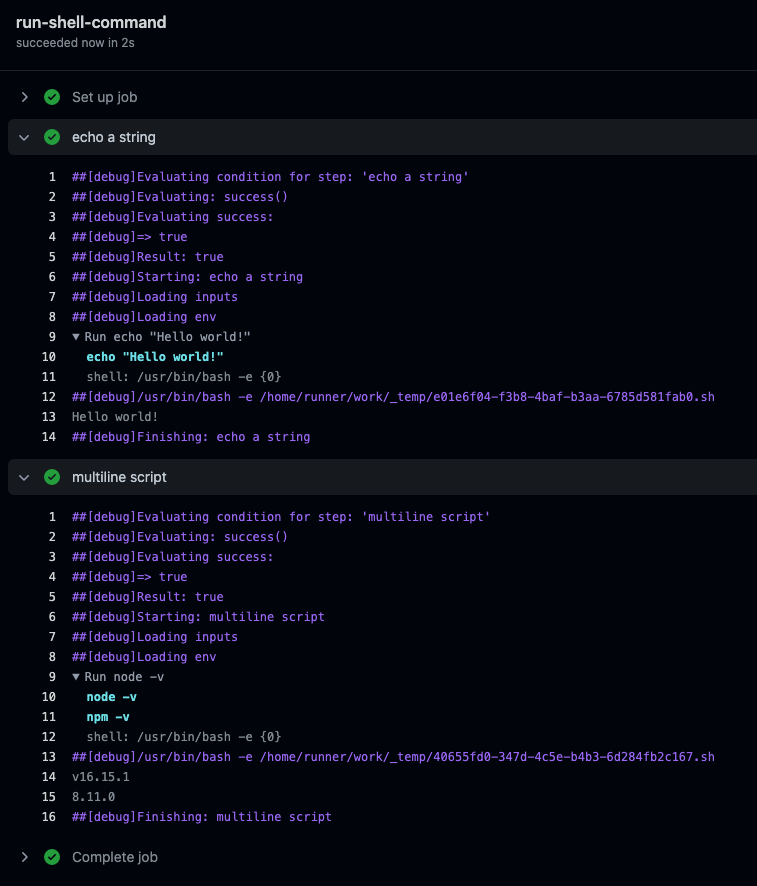 run-shell-command
succeeded now in 2s
Set up job
echo a string
1 ##[debug]Evaluating condition for step: 'echo a string'
2 ##[debug]Evaluating: success()
3 ##[debug]Evaluating success:
4 ##[debug]=> true
5 ##[debug]Result: true
6 ##[debug]Starting: echo a string
7 ##[debug]Loading inputs
8 ##[debug]Loading env
9 ▼ Run echo "Hello world!"
10 echo "Hello world!"
11 shell: /usr/bin/bash -e {0}
12 ##[debug]/usr/bin/bash -e /home/runner/work/_temp/e01e6f04-f3b8-4baf-b3aa-6785d581fab0.sh
13 Hello world!
14 ##[debug]Finishing: echo a string
multiline script
1 ##[debug]Evaluating condition for step: 'multiline script'
2 ##[debug]Evaluating: success()
3 ##[debug]Evaluating success:
4 ##[debug]=> true
5 ##[debug]Result: true
6 ##[debug]Starting: multiline script
7 ##[debug]Loading inputs
8 ##[debug]Loading env
9 ▼ Run node -v
10 node -v
11 npm -v
12 shell: /usr/bin/bash -e {0}
13 ##[debug]/usr/bin/bash -e /home/runner/work/_temp/40655fd0-347d-4c5e-b4b3-6d284fb2c167.sh
14 v16.15.1
15 8.11.0
16 ##[debug]Finishing: multiline script
Complete job